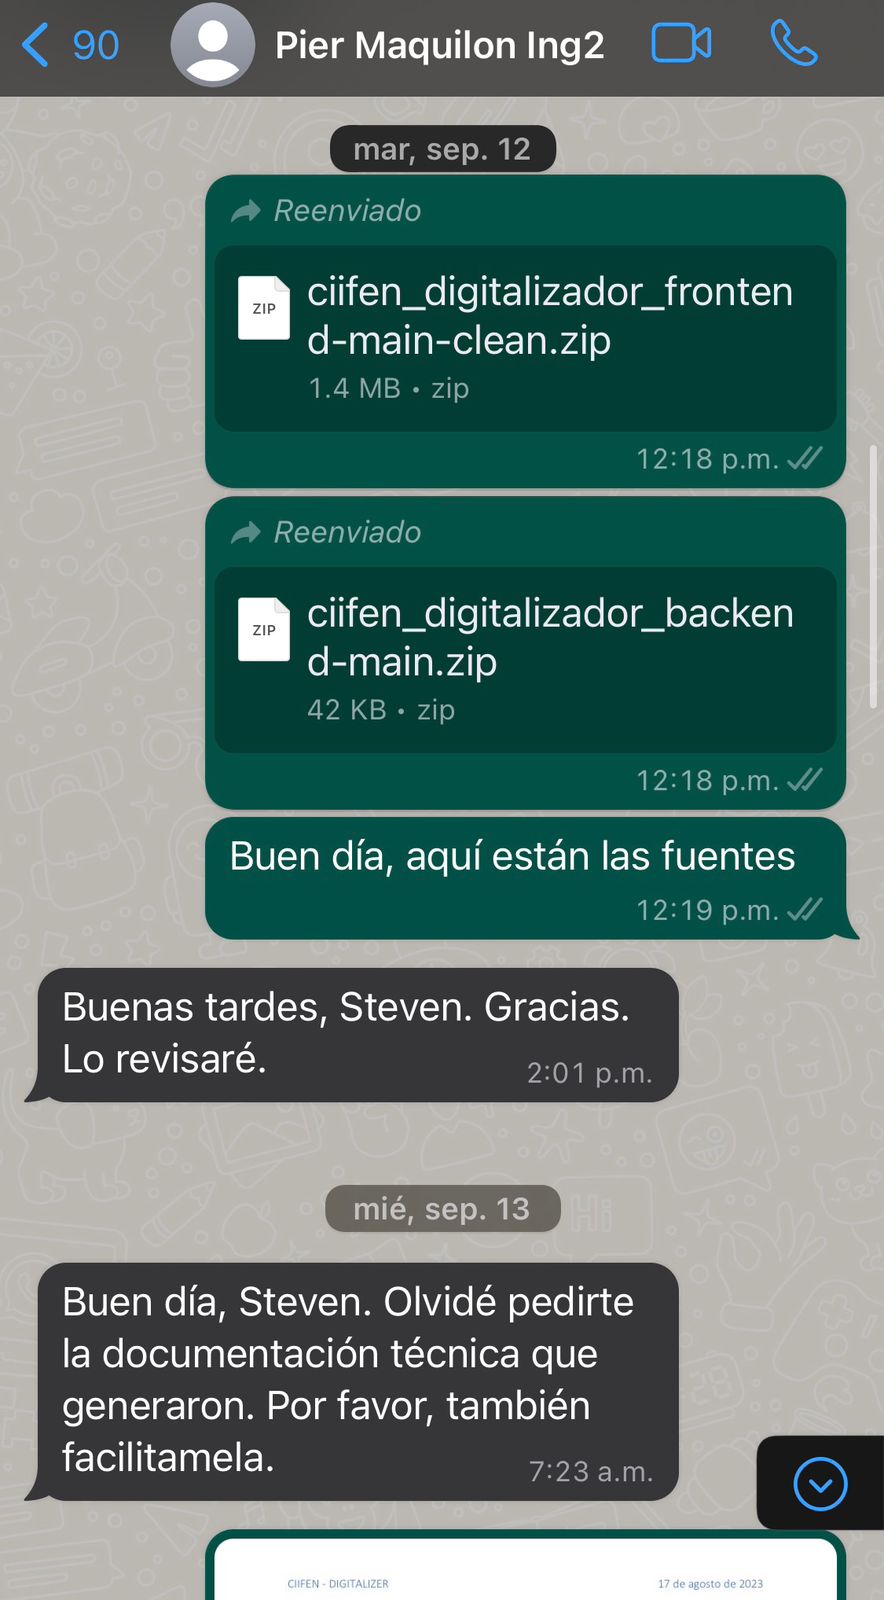 90
Pier Maquilon Ing2
mar, sep. 12
Reenviado
ZIP
ciifen_digitalizador_fronten
d-main-clean.zip
1.4 MB • zip
12:18 p.m.
Reenviado
ZIP
ciifen_digitalizador_backen
d-main.zip
42 KB • zip
12:18 p.m.
Buen día, aquí están las fuentes
12:19 p.m.
Buenas tardes, Steven. Gracias.
Lo revisaré.
2:01 p.m.
mié, sep. 13
Hi
Buen día, Steven. Olvidé pedirte
la documentación técnica que
generaron. Por favor, también
facilitamela.
7:23 a.m.
CIIFEN - DIGITALIZER
17 de agosto de 2023